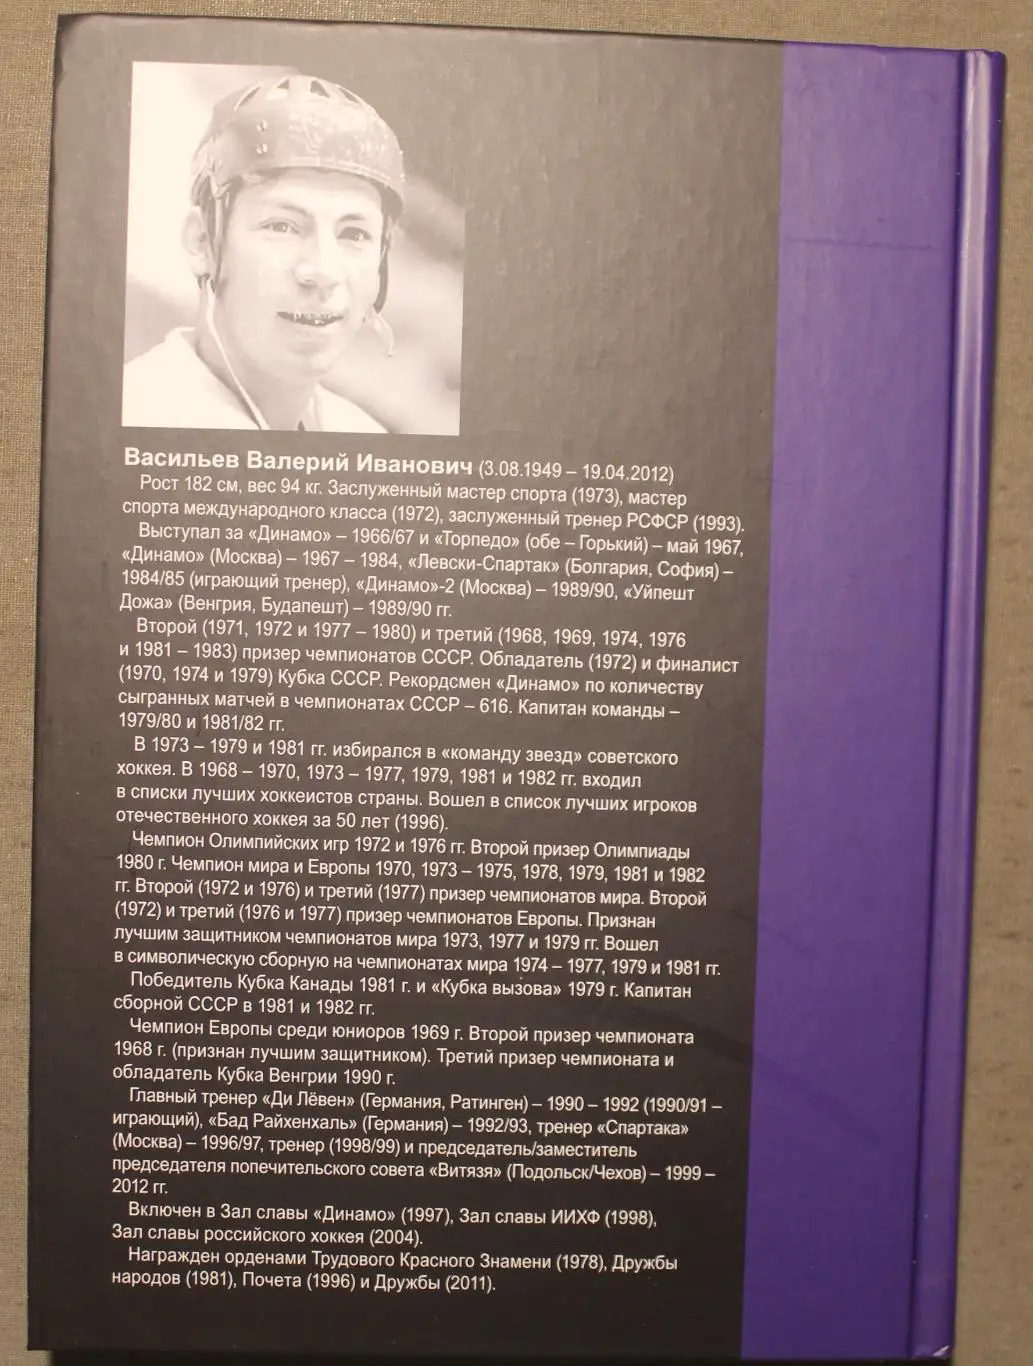 Васильев Валерий Иванович (3.08.1949 – 19.04.2012)
Рост 182 см, вес 94 кг. Заслуженный мастер спорта (1973), мастер
спорта международного класса (1972), заслуженный тренер РСФСР (1993).
Выступал за «Динамо» – 1966/67 и «Торпедо» (обе – Горький) – май 1967,
«Динамо» (Москва) – 1967 – 1984, «Левски-Спартак» (Болгария, София) –
1984/85 (играющий тренер), «Динамо»-2 (Москва) – 1989/90, «Уйпешт
Дожа» (Венгрия, Будапешт) – 1989/90 гг.
Второй (1971, 1972 и 1977 – 1980) и третий (1968, 1969, 1974, 1976
и 1981 – 1983) призер чемпионатов СССР. Обладатель (1972) и финалист
(1970, 1974 и 1979) Кубка СССР. Рекордсмен «Динамо» по количеству
сыгранных матчей в чемпионатах СССР – 616. Капитан команды –
1979/80 и 1981/82 гг.
В 1973 – 1979 и 1981 гг. избирался в «команду звезд» советского
хоккея. В 1968 – 1970, 1973 – 1977, 1979, 1981 и 1982 гг. входил
в списки лучших хоккеистов страны. Вошел в список лучших игроков
отечественного хоккея за 50 лет (1996).
Чемпион Олимпийских игр 1972 и 1976 гг. Второй призер Олимпиады
1980 г. Чемпион мира и Европы 1970, 1973 – 1975, 1978, 1979, 1981 и 1982
гг. Второй (1972 и 1976) и третий (1977) призер чемпионатов мира. Второй
(1972) и третий (1976 и 1977) призер чемпионатов Европы. Признан
лучшим защитником чемпионатов мира 1973, 1977 и 1979 гг. Вошел
в символическую сборную на чемпионатах мира 1974 – 1977, 1979 и 1981 гг.
Победитель Кубка Канады 1981 г. и «Кубка вызова» 1979 г. Капитан
сборной СССР в 1981 и 1982 гг.
Чемпион Европы среди юниоров 1969 г. Второй призер чемпионата
1968 г. (признан лучшим защитником). Третий призер чемпионата и
обладатель Кубка Венгрии 1990 г.
Главный тренер «Ди Лёвен» (Германия, Ратинген) – 1990 – 1992 (1990/91 –
играющий), «Бад Райхенхаль» (Германия) – 1992/93, тренер «Спартака»
(Москва) – 1996/97, тренер (1998/99) и председатель/заместитель
председателя попечительского совета «Витязя» (Подольск/Чехов) – 1999 –
2012 гг.
Включен в Зал славы «Динамо» (1997), Зал славы ИИХФ (1998),
Зал славы российского хоккея (2004).
Награжден орденами Трудового Красного Знамени (1978), Дружбы
народов (1981), Почета (1996) и Дружбы (2011).